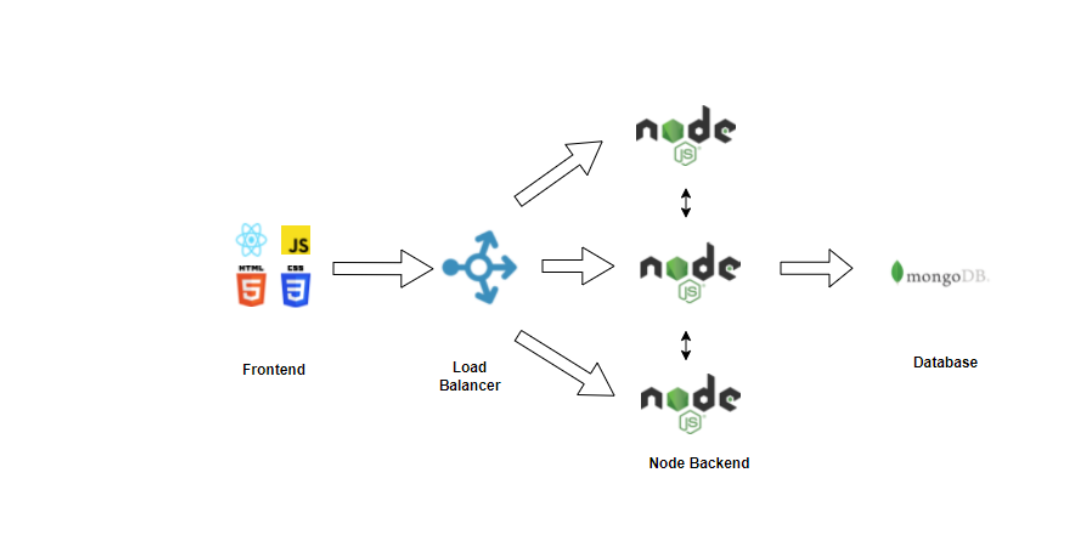 node
JS
JS
HTML
CSS
5
3
node
JS
mongoDB.
Frontend
Load
Balancer
Database
node
JS
Node Backend